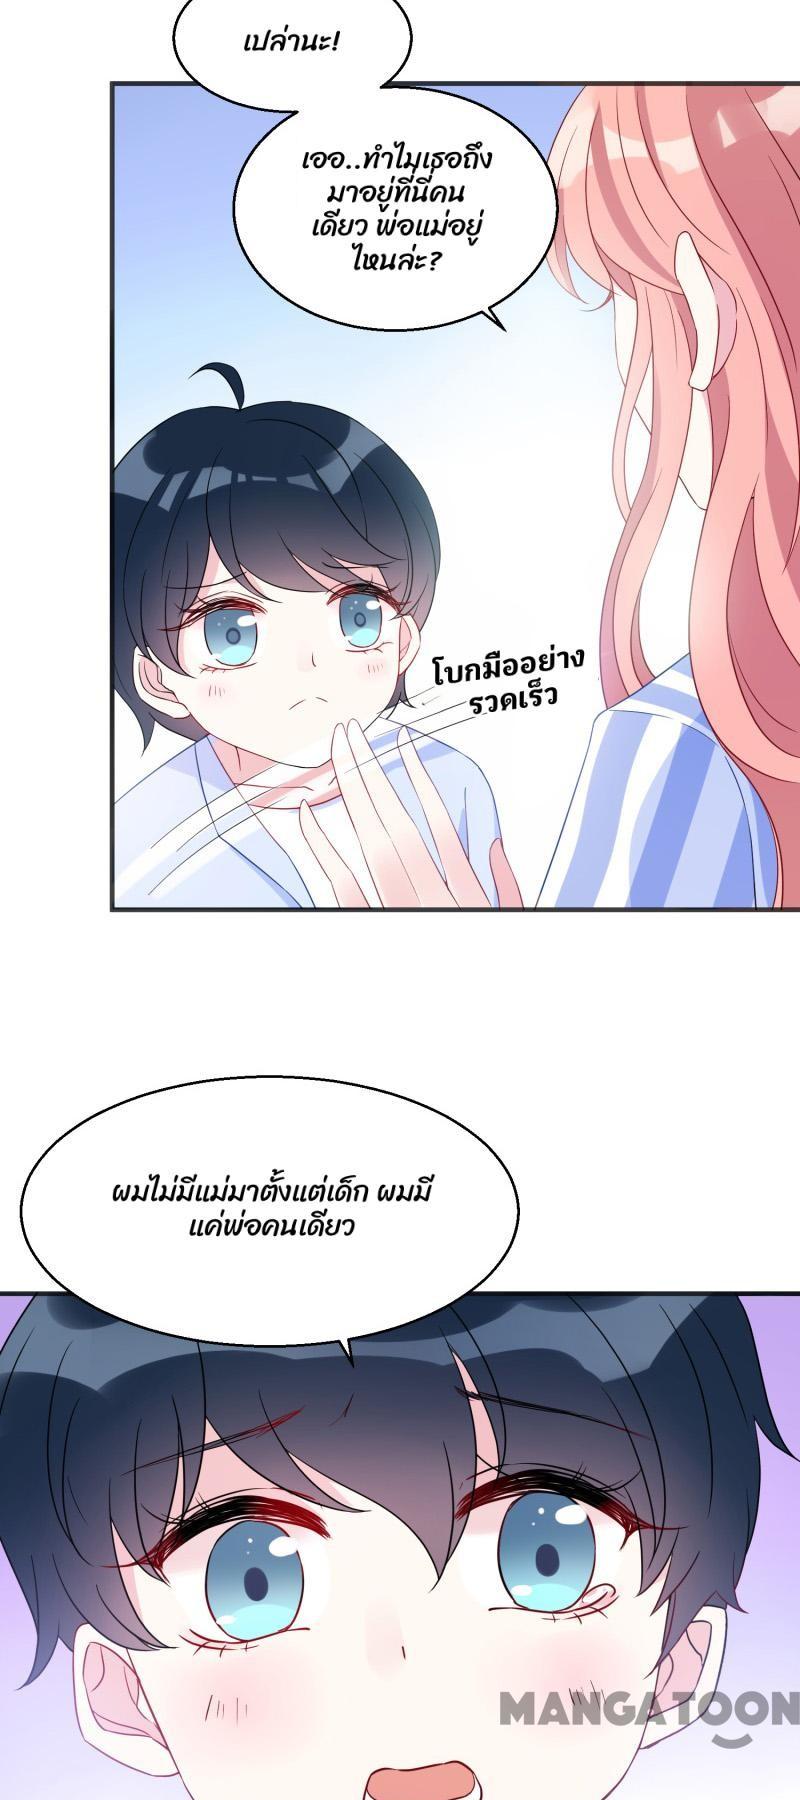 เปล่านะ!
เออ..ทำไมเธอถึง
มาอยู่ที่นี่คน
เดียว พ่อแม่อยู่
ไหนล่ะ?
โบกมืออย่าง
รวดเร็ว
ผมไม่มีแม่มาตั้งแต่เด็ก ผมมี
แค่พ่อคนเดียว
MANGATOON